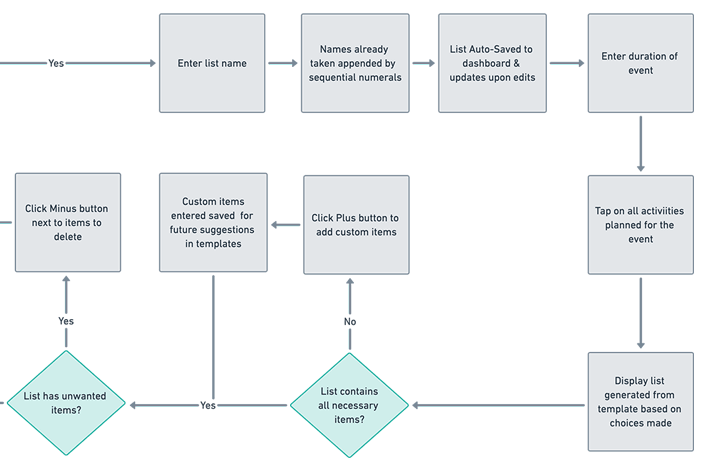 Yes
Enter list name
Names already
taken appended by
sequential numerals
List Auto-Saved to
dashboard &
updates upon edits
Enter duration of
event
Click Minus button
next to items to
delete
Custom items
entered saved for
future suggestions
in templates
Click Plus button to
add custom items
Tap on all activiities
planned for the
event
Yes
No
List has unwanted
items?
Yes
List contains
all necessary
items?
Display list
generated from
template based on
choices made